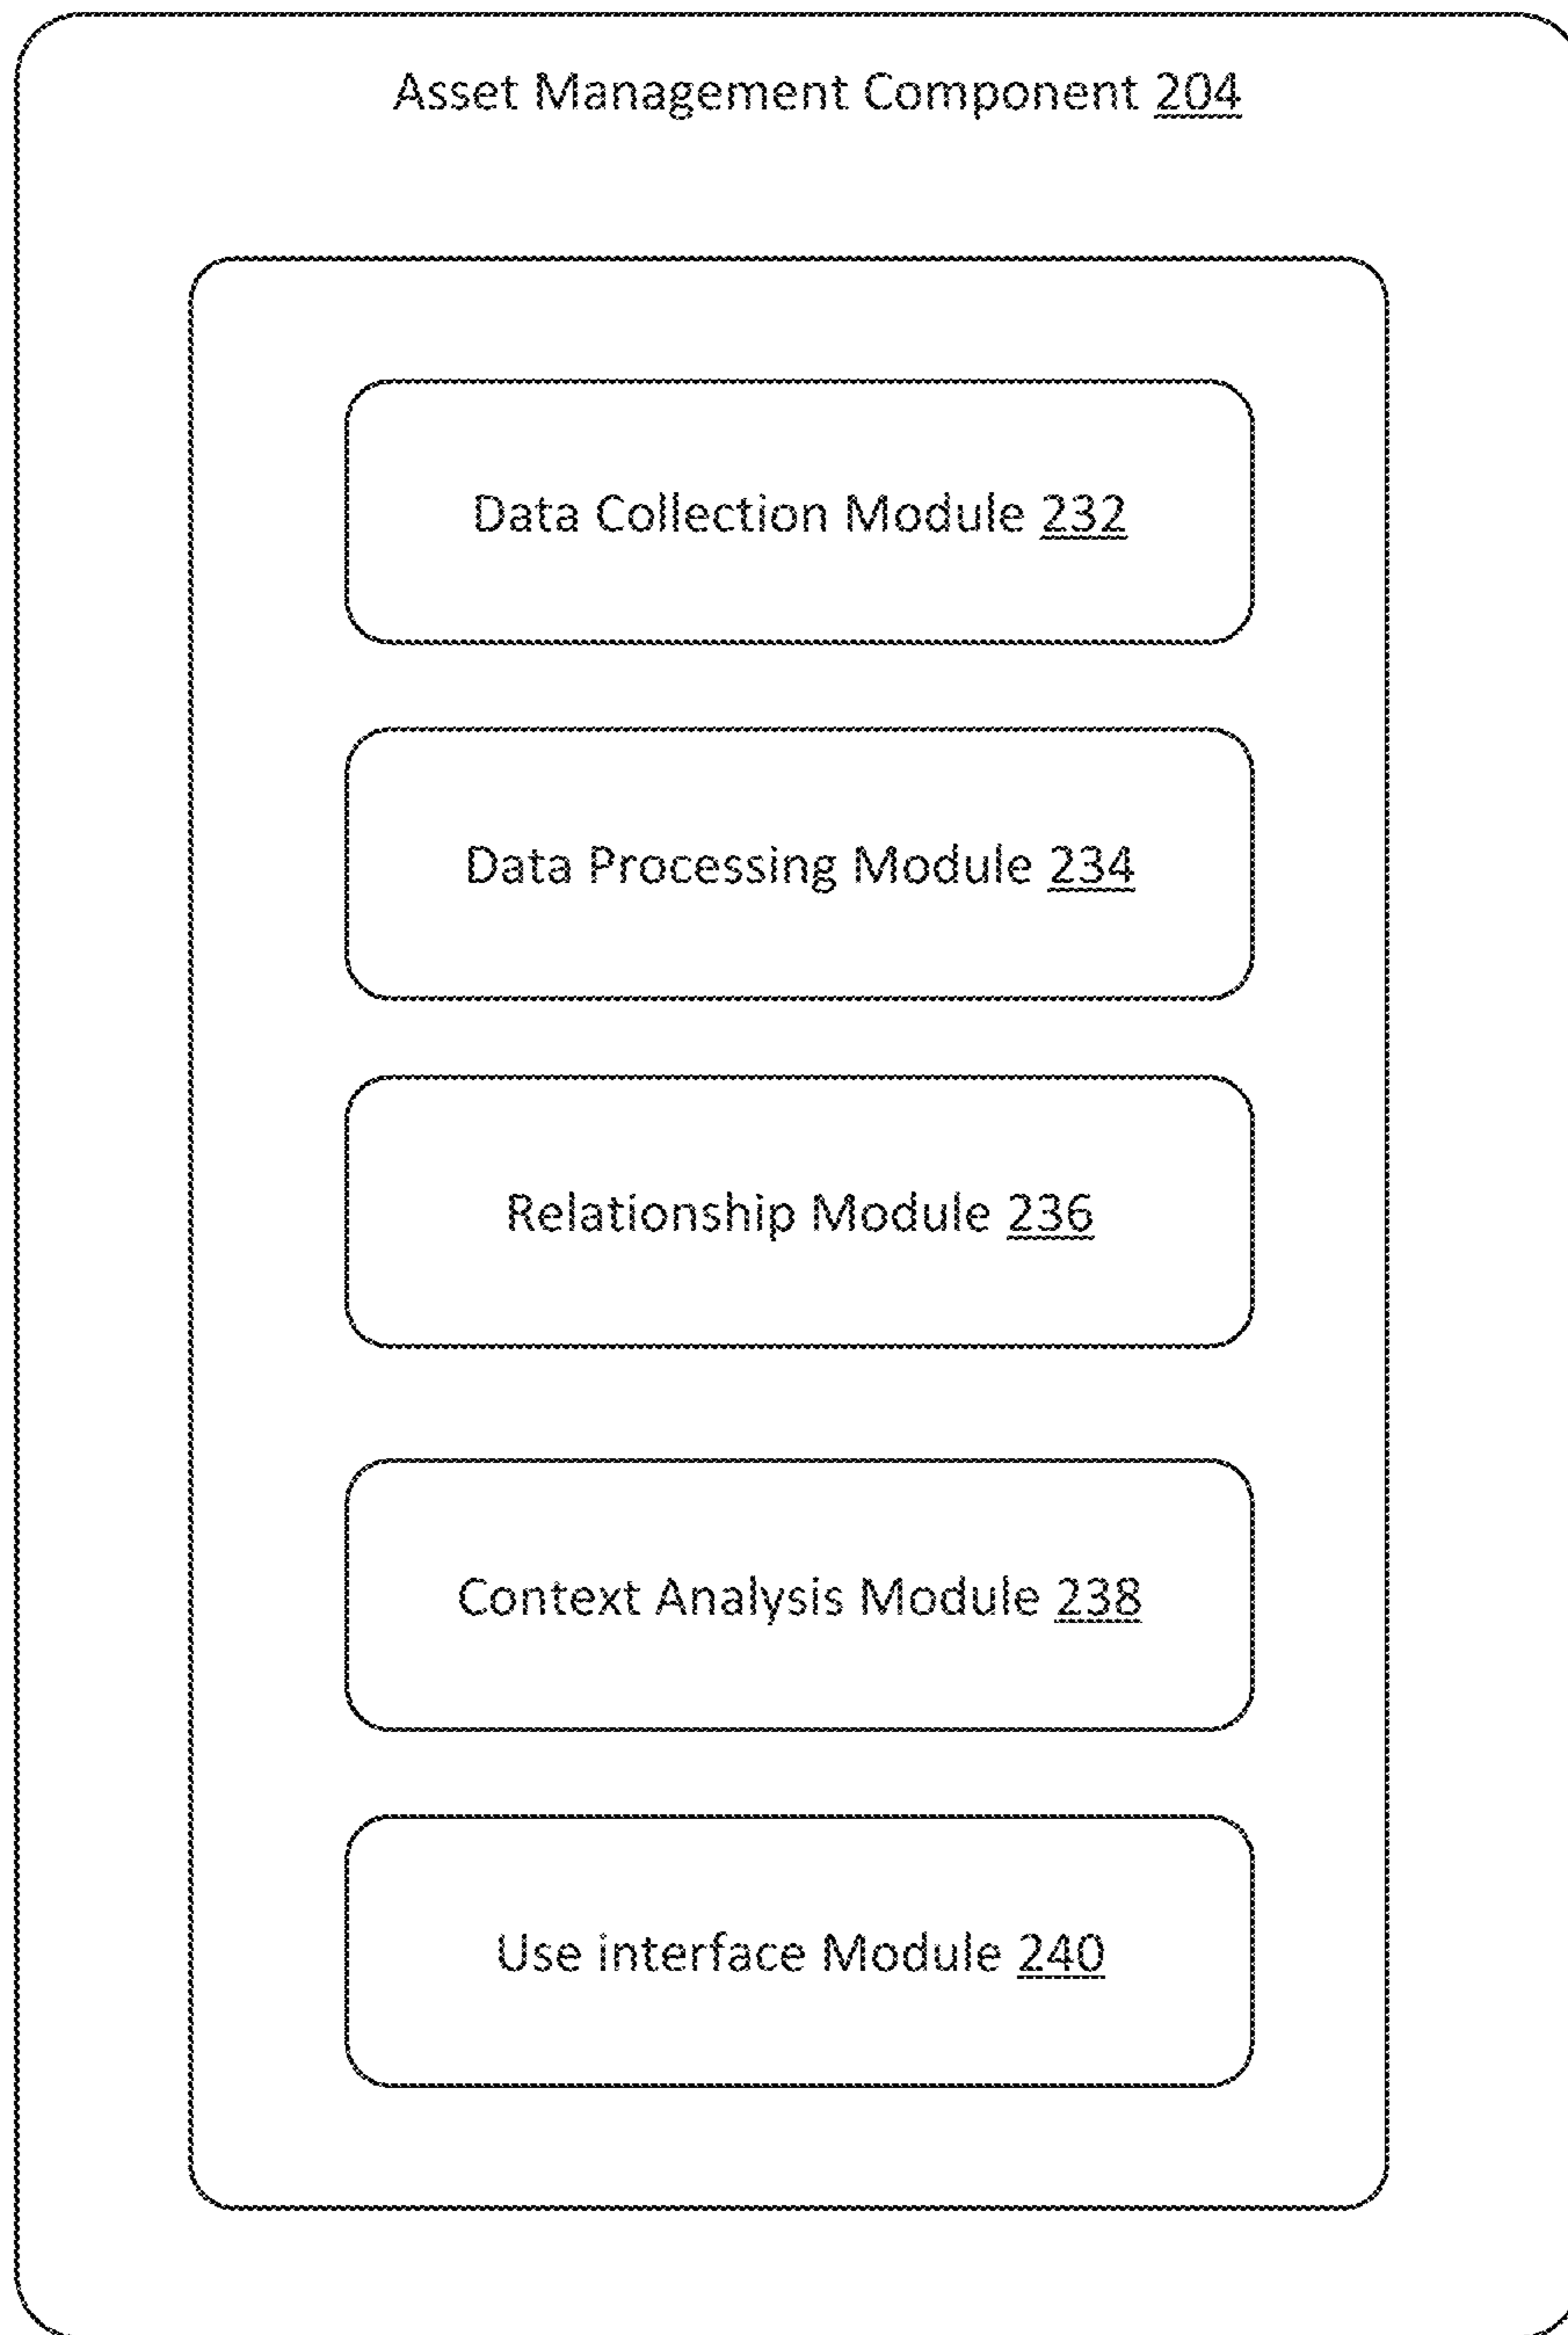 Asset Management Component 204
Data Collection Module 232
Data Processing Module 234
Relationship Module 236
Context Analysis Module 238
Use interface Module 240